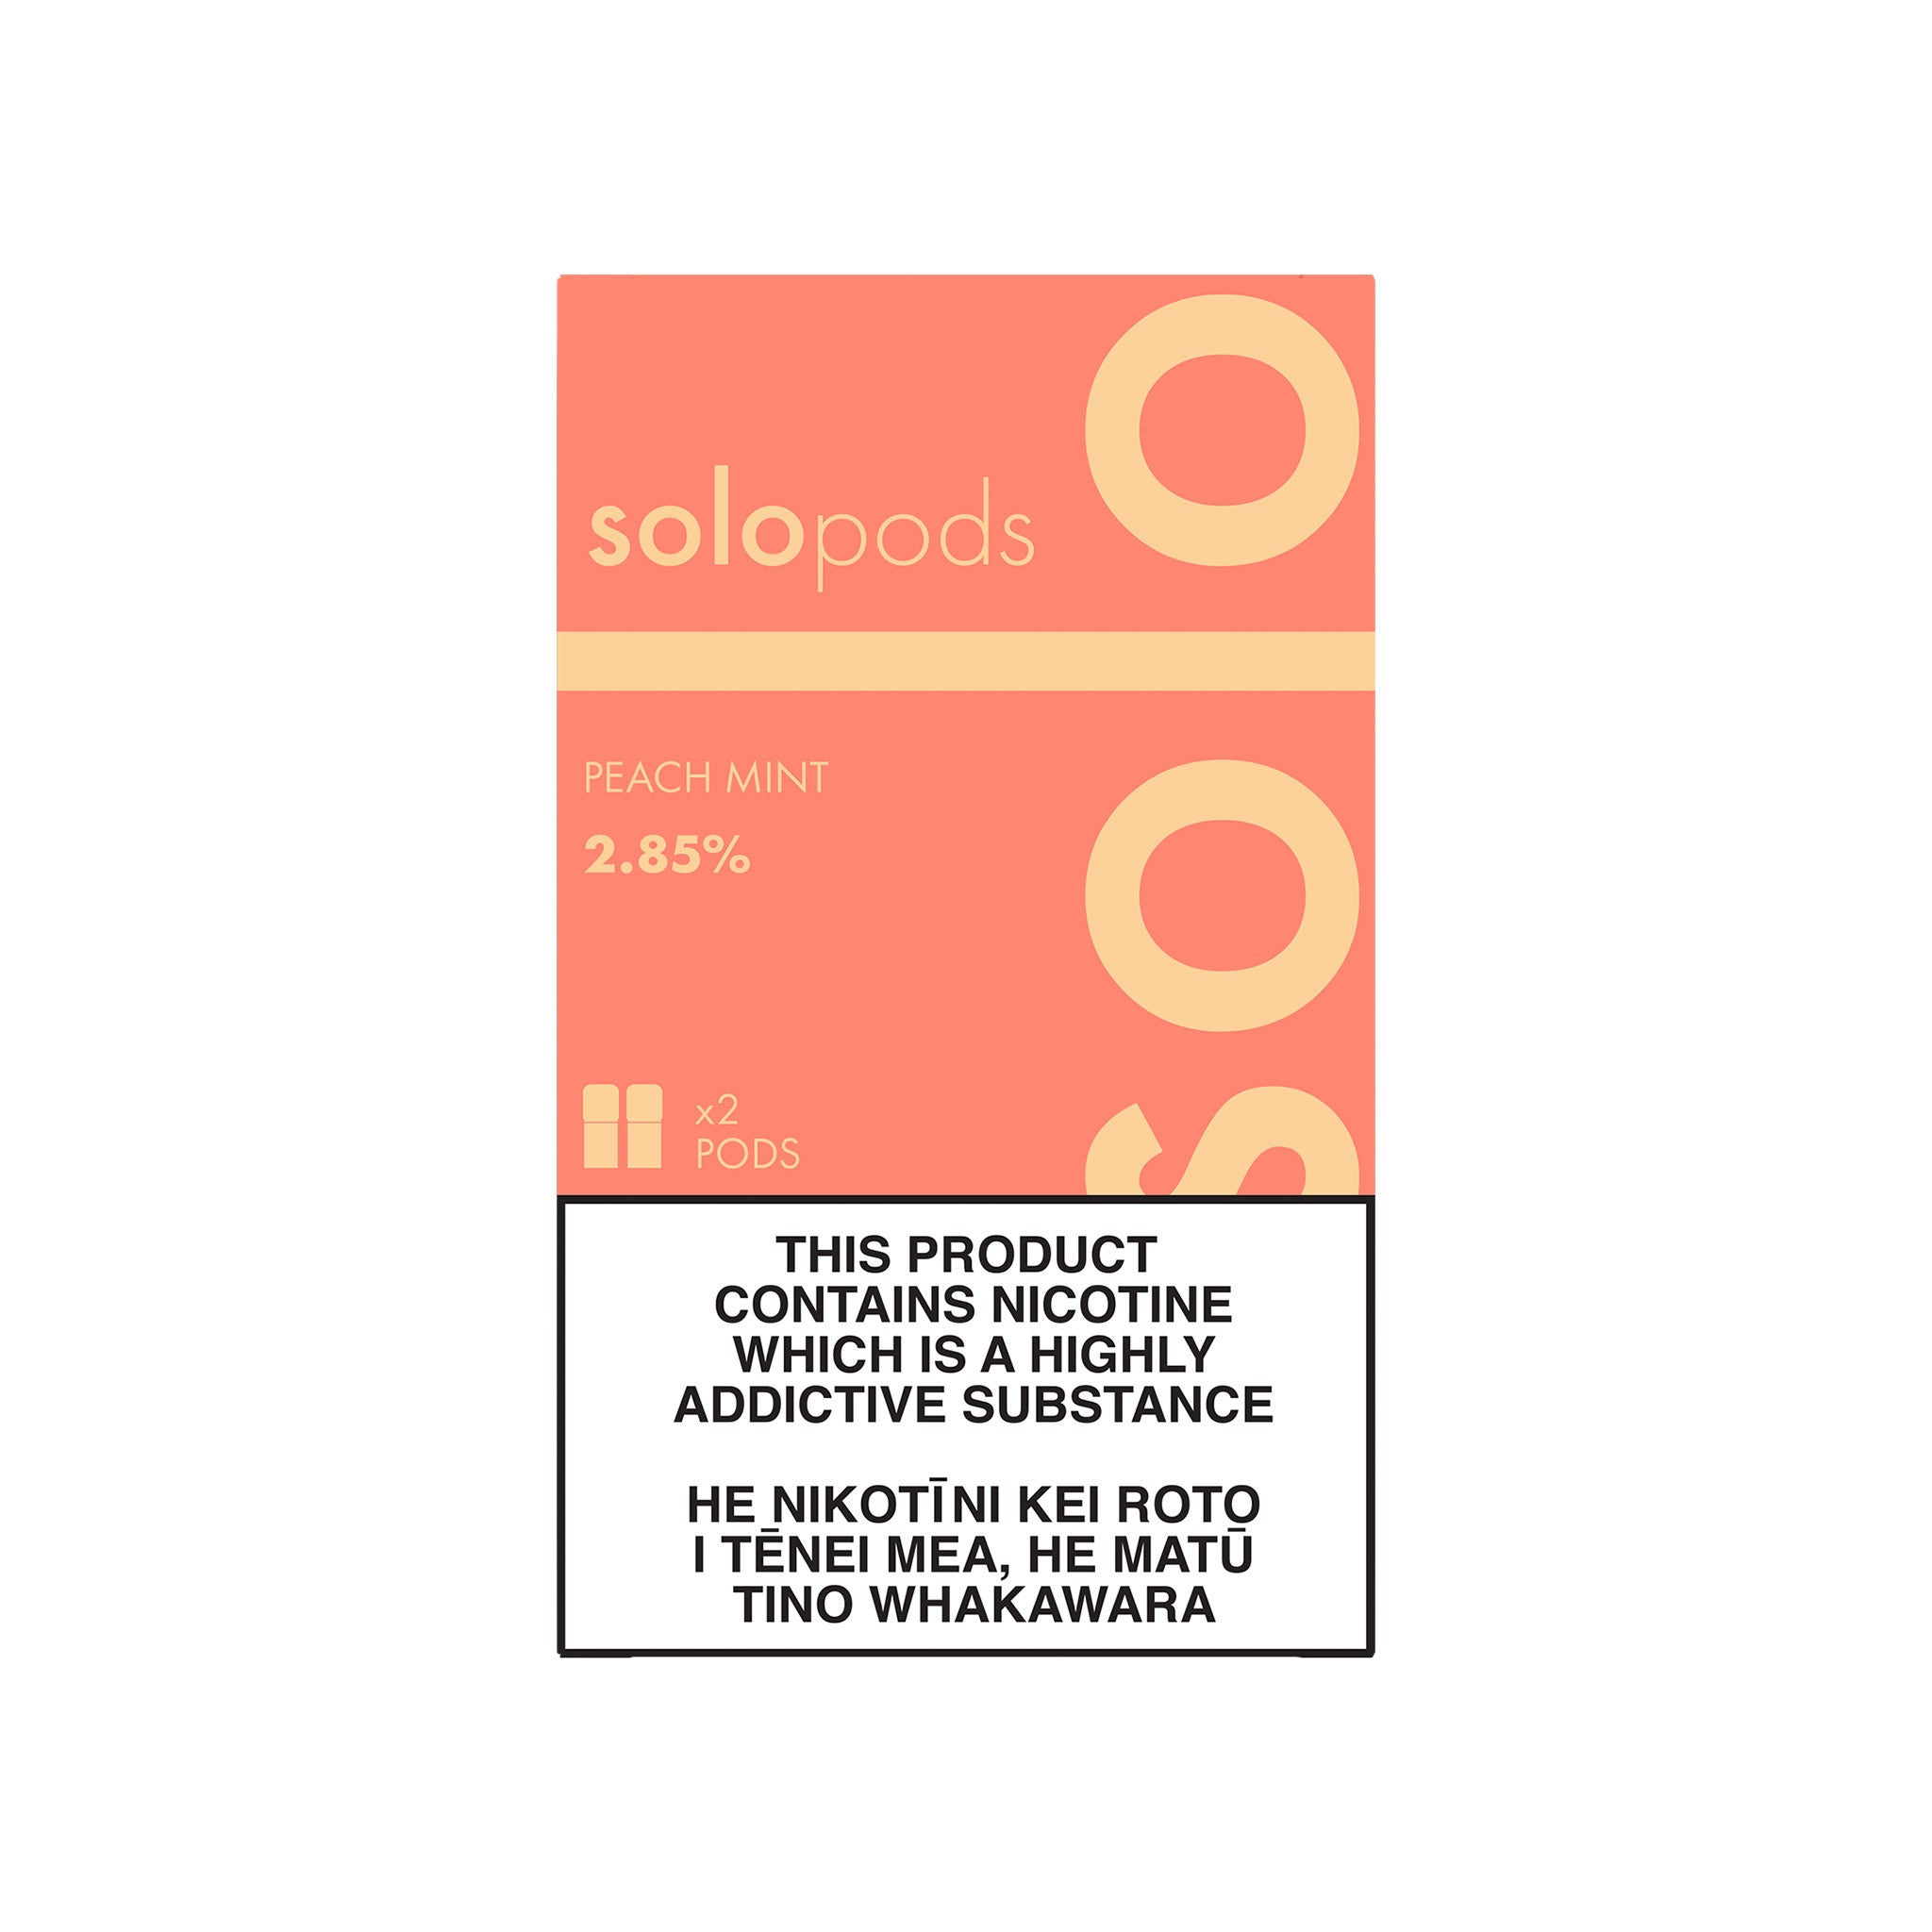 solopods
PEACH MINT
2.85%
x2
PODS
SOLO
THIS PRODUCT
CONTAINS NICOTINE
WHICH IS A HIGHLY
ADDICTIVE SUBSTANCE
HE NIKOTĪNI KEI ROTO
I TĒNEI MEA, HE MATŪ
TINO WHAKAWARA